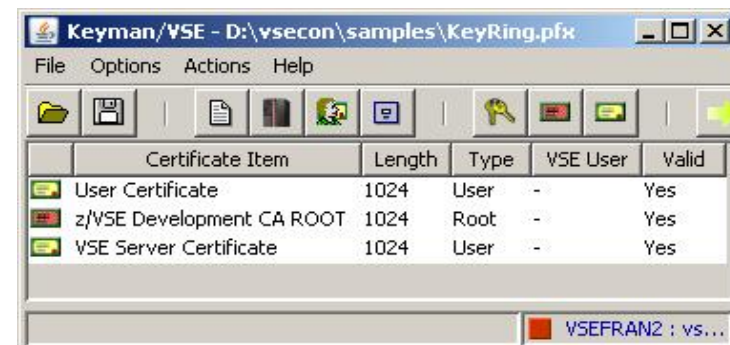 Keyman/VSE - D:\vsecon\samples\KeyRing.pfx
File Options Actions Help
Certificate Item Length Type VSE User Valid
User Certificate 1024 User - Yes
z/VSE Development CA ROOT 1024 Root - Yes
VSE Server Certificate 1024 User - Yes
VSEFRAN2 : vs...